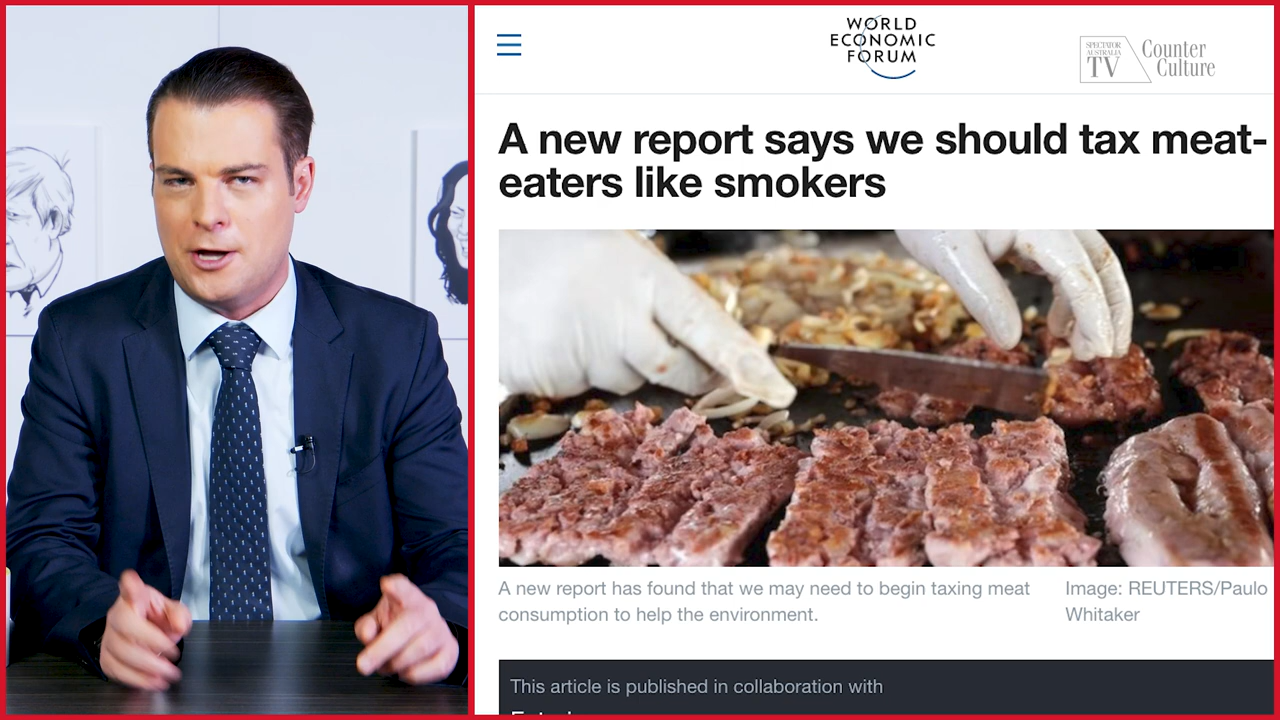 WORLD
ECONOMIC
FORUM
SPECTATOR
AUSTRALIA
TV
Counter
Culture
A new report says we should tax meat-
eaters like smokers
A new report has found that we may need to begin taxing meat
consumption to help the environment.
Image: REUTERS/Paulo
Whitaker
This article is published in collaboration with